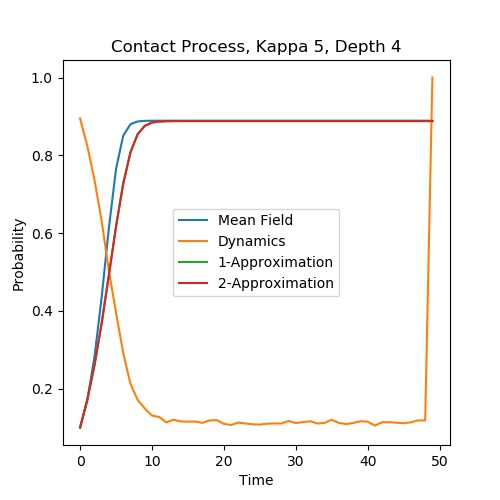 Contact Process, Kappa 5, Depth 4
1.0
0.8
0.6
0.4
0.2
Probability
Mean Field
Dynamics
1-Approximation
2-Approximation
0 10 20 30 40 50
Time